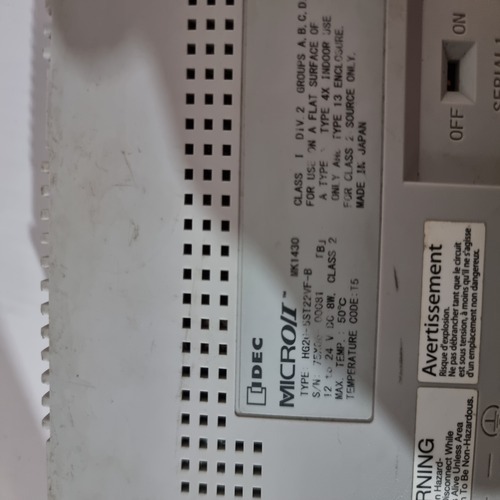 IDEC
MICRO/I™ MK1430
TYPE
S/N:
12 to 24 V DC 8W, CLASS 2
MAX. TEMP.: 50°C
TEMPERATURE CODE:T5
CLASS I DIV.2 GROUPS A,B,C,D
FOR USE ON A FLAT SURFACE OF
A TYPE TYPE 4X INDOOR USE
ONLY AND TYPE 13 ENCLOSURE.
FOR CLASS 2 SOURCE ONLY.
MADE IN JAPAN
OFF ON
Avertissement
Risque d'explosion.
Ne pas débrancher tant que le circuit
est sous tension, à moins qu'il ne s'agisse
d'un emplacement non dangereux.
RNING
n Hazard-
isconnect While
Alive Unless Area
To Be Non-Hazardous.